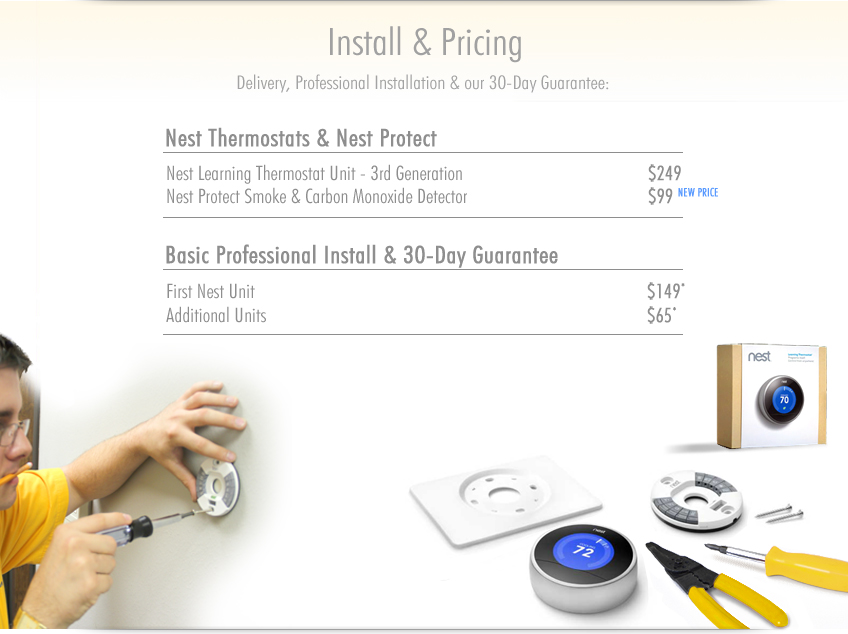 Install & Pricing
Delivery, Professional Installation & our 30-Day Guarantee:
Nest Thermostats & Nest Protect
Nest Learning Thermostat Unit - 3rd Generation $249
Nest Protect Smoke & Carbon Monoxide Detector $99 NEW PRICE
Basic Professional Install & 30-Day Guarantee
First Nest Unit $149*
Additional Units $65*
nest
70
nest
72